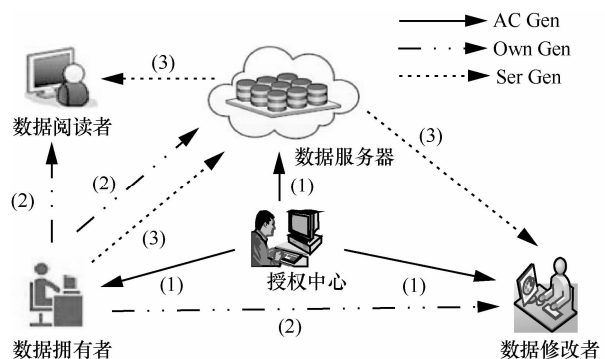 AC Gen
Own Gen
Ser Gen
(3)
数据阅读者
数据服务器
(3)
(2)
(2)
(1)
(3)
授权中心
(1)
(1)
(2)
数据拥有者
数据修改者